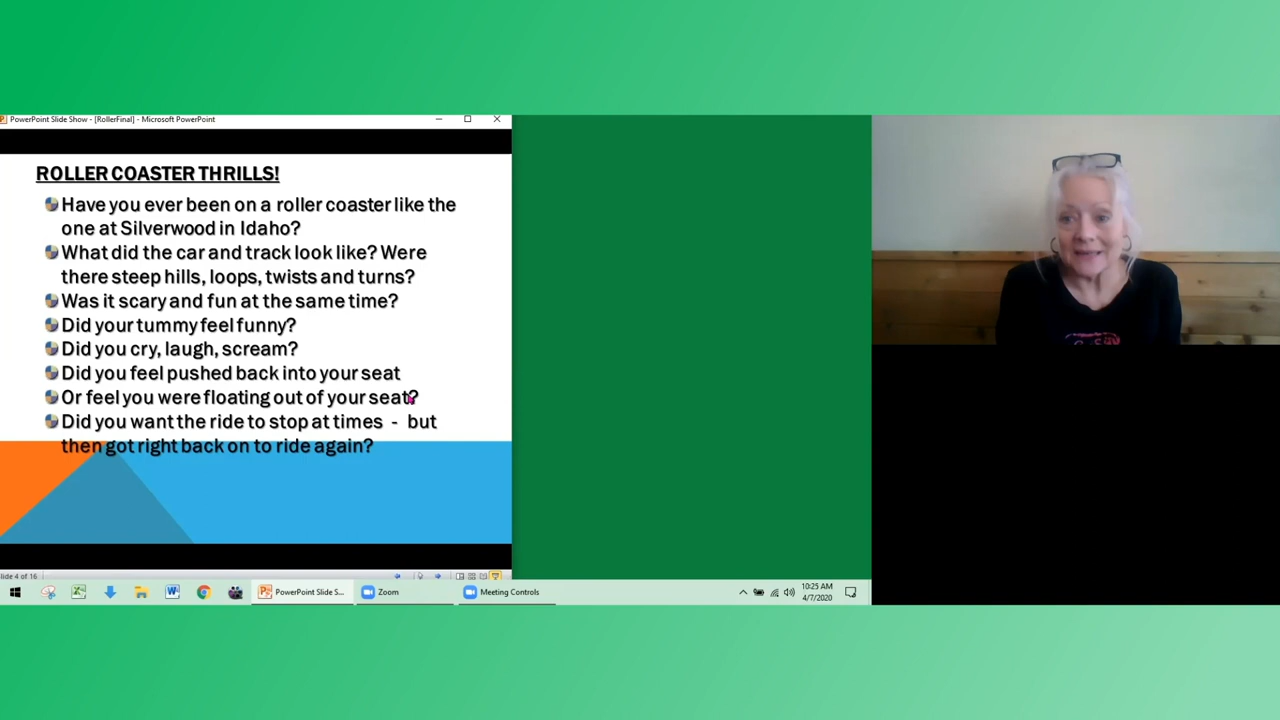 PowerPoint Slide Show - [RollerFinal] - Microsoft PowerPoint
ROLLER COASTER THRILLS!
Have you ever been on a roller coaster like the
one at Silverwood in Idaho?
What did the car and track look like? Were
there steep hills, loops, twists and turns?
Was it scary and fun at the same time?
Did your tummy feel funny?
Did you cry, laugh, scream?
Did you feel pushed back into your seat
Or feel you were floating out of your seat?
Did you want the ride to stop at times - but
then got right back on to ride again?
lide 4 of 16
PowerPoint Slide S...
Zoom
Meeting Controls
10:25 AM
4/7/2020